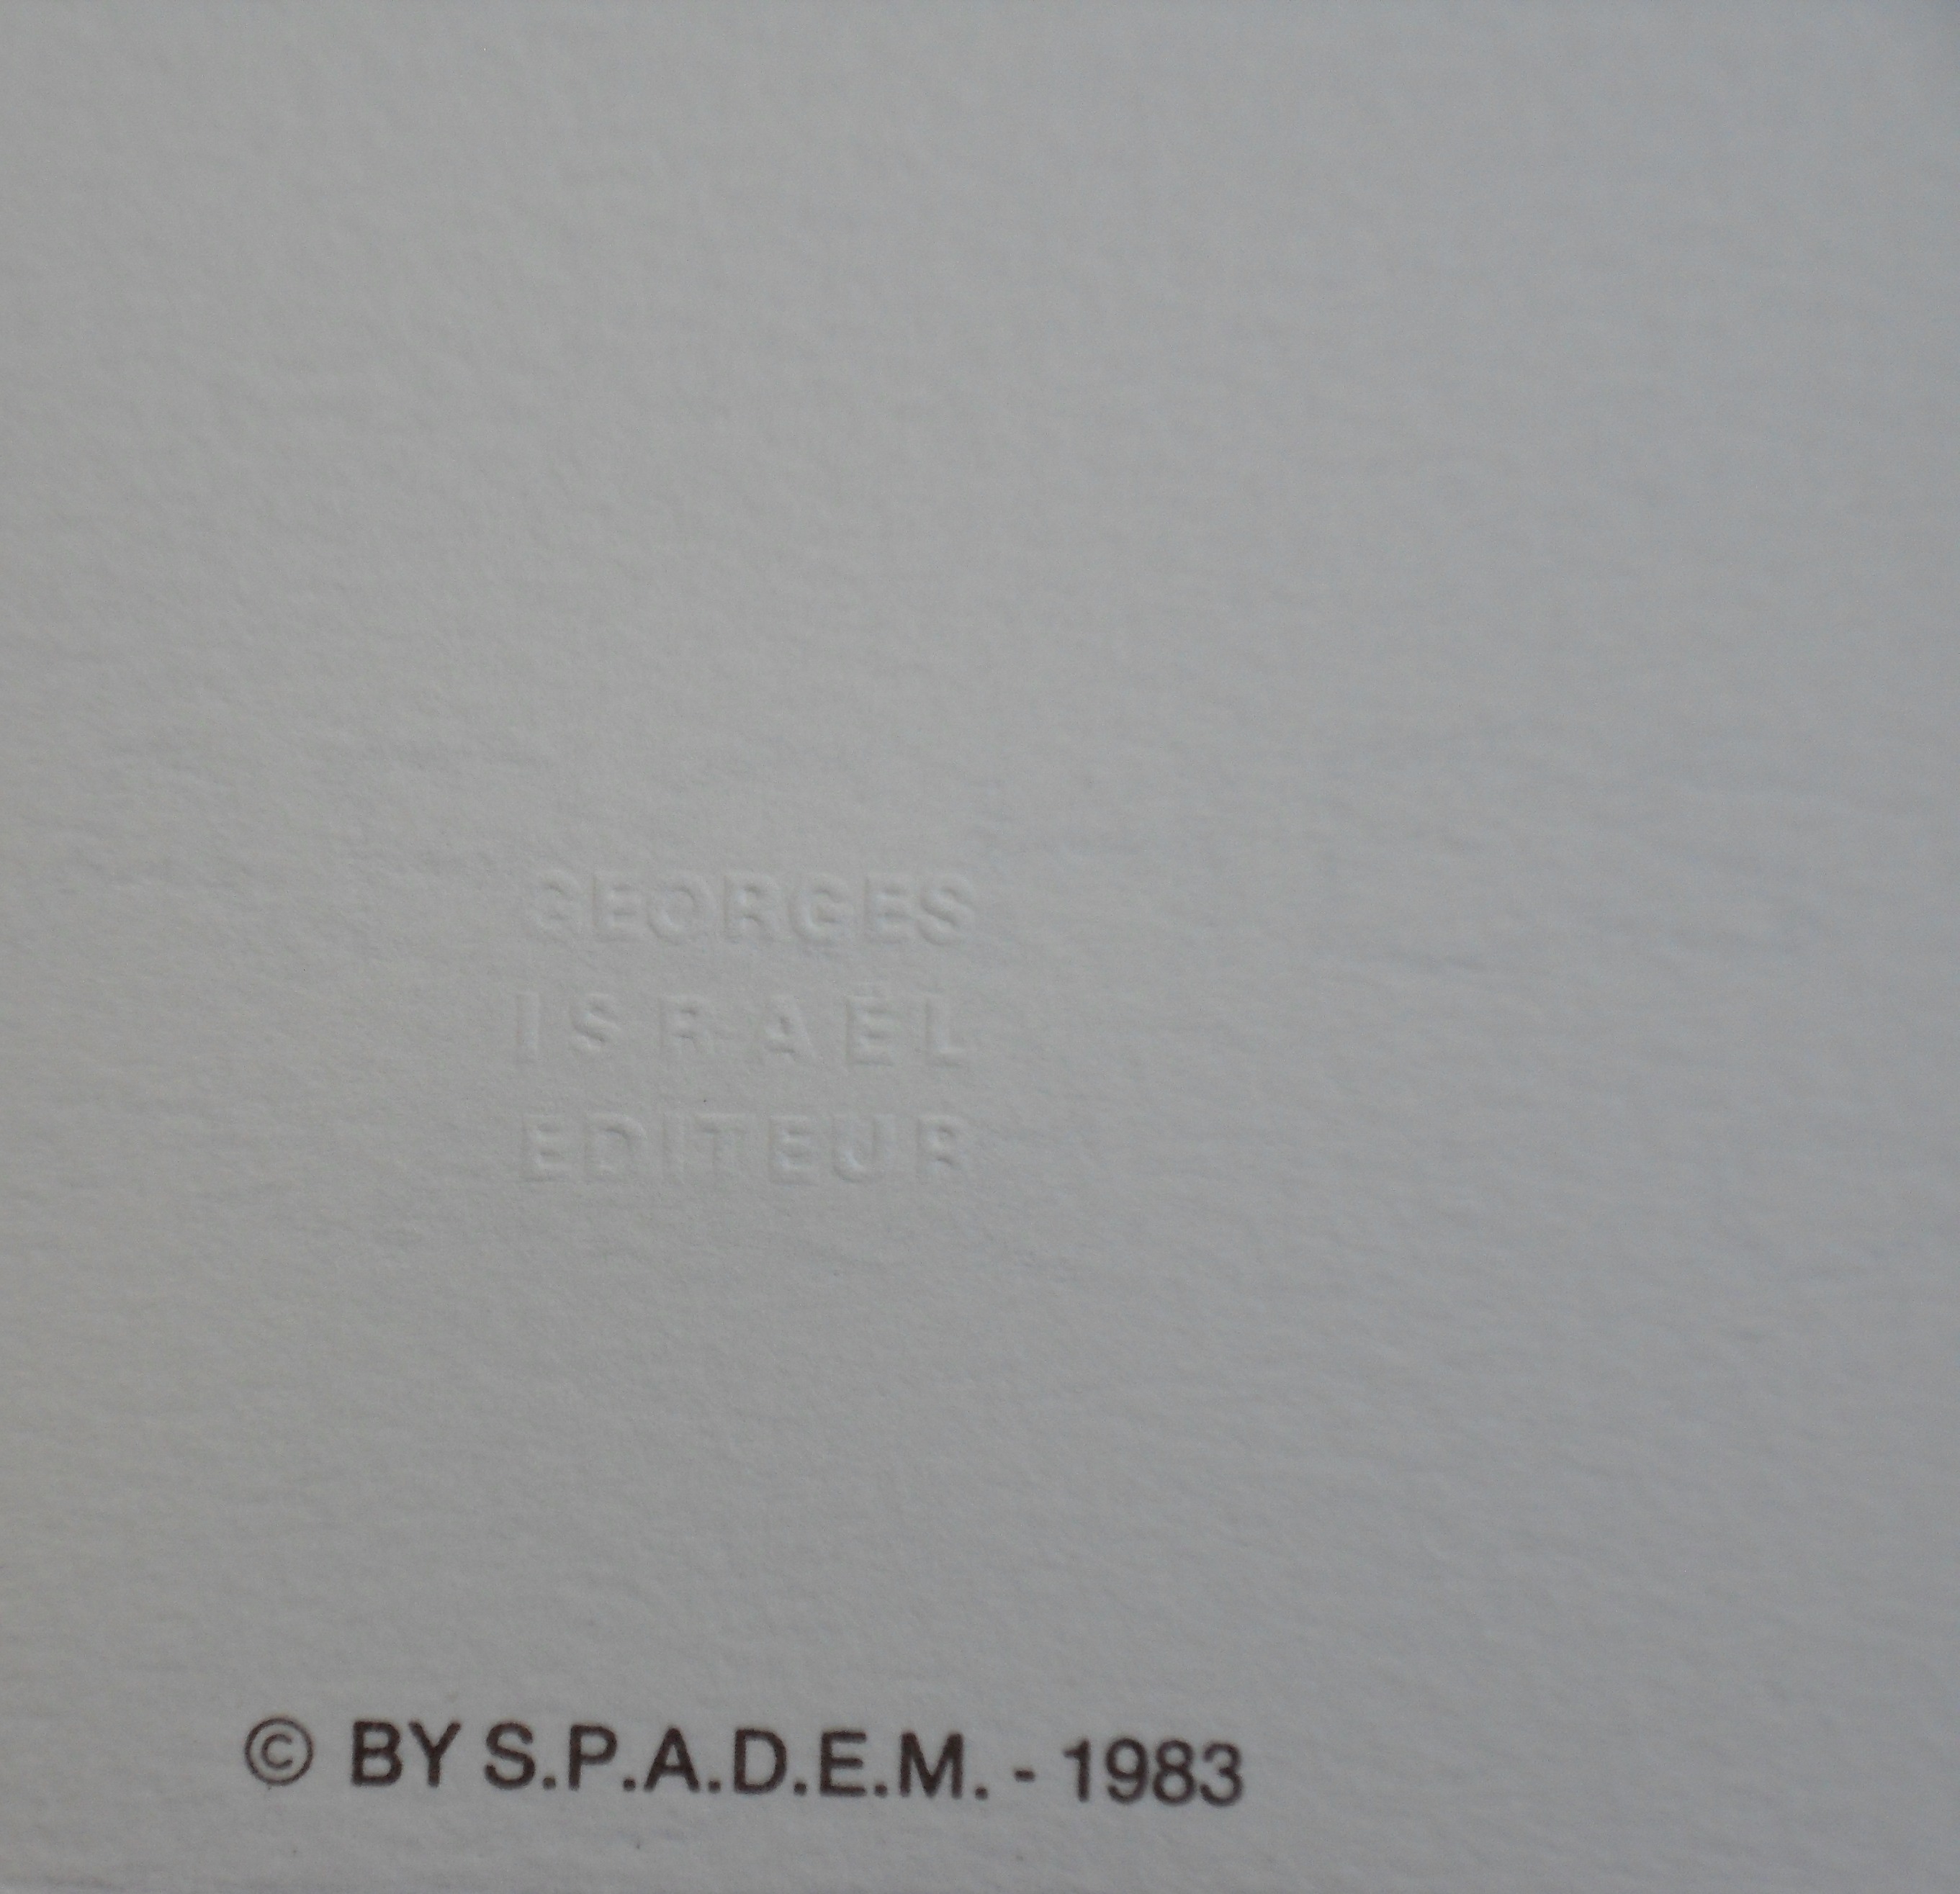 GEORGES
ISRAËL
EDITEUR
© BY S.P.A.D.E.M. - 1983